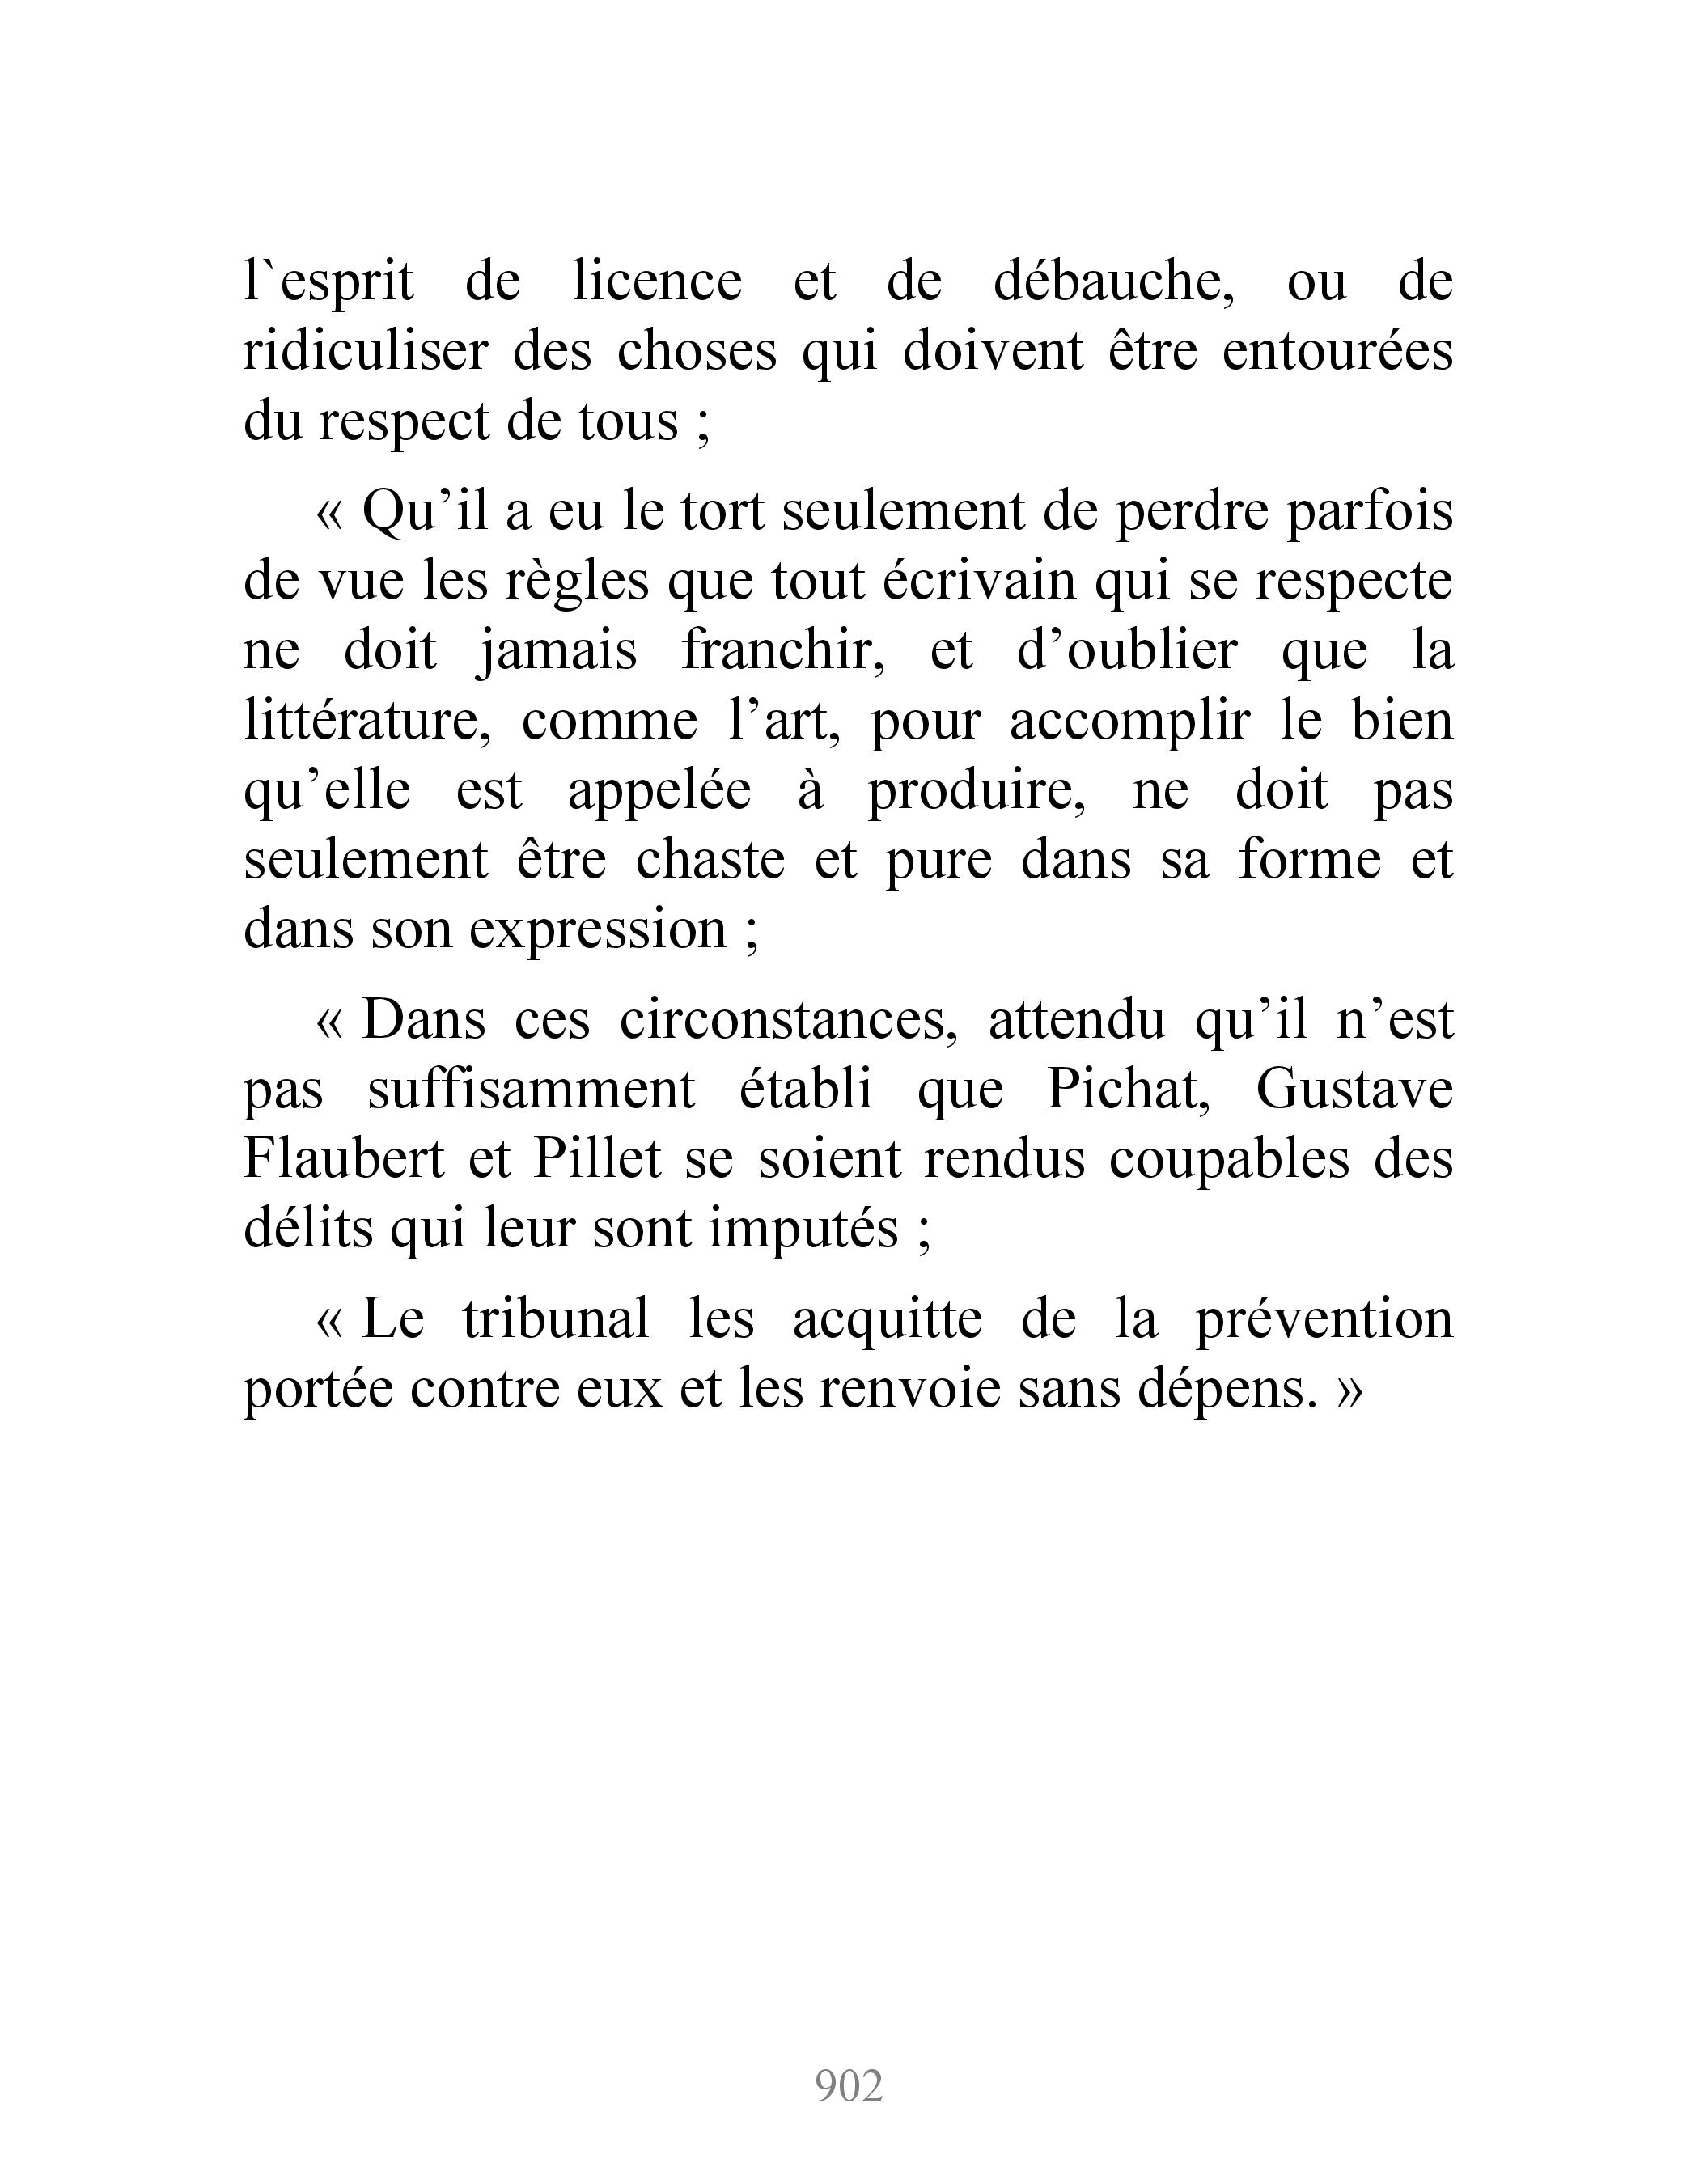 l`esprit de licence et de débauche, ou de
ridiculiser des choses qui doivent être entourées
du respect de tous ;
« Qu’il a eu le tort seulement de perdre parfois
de vue les règles que tout écrivain qui se respecte
ne doit jamais franchir, et d’oublier que la
littérature, comme l’art, pour accomplir le bien
qu’elle est appelée à produire, ne doit pas
seulement être chaste et pure dans sa forme et
dans son expression ;
« Dans ces circonstances, attendu qu’il n’est
pas suffisamment établi que Pichat, Gustave
Flaubert et Pillet se soient rendus coupables des
délits qui leur sont imputés ;
« Le tribunal les acquitte de la prévention
portée contre eux et les renvoie sans dépens. »
902